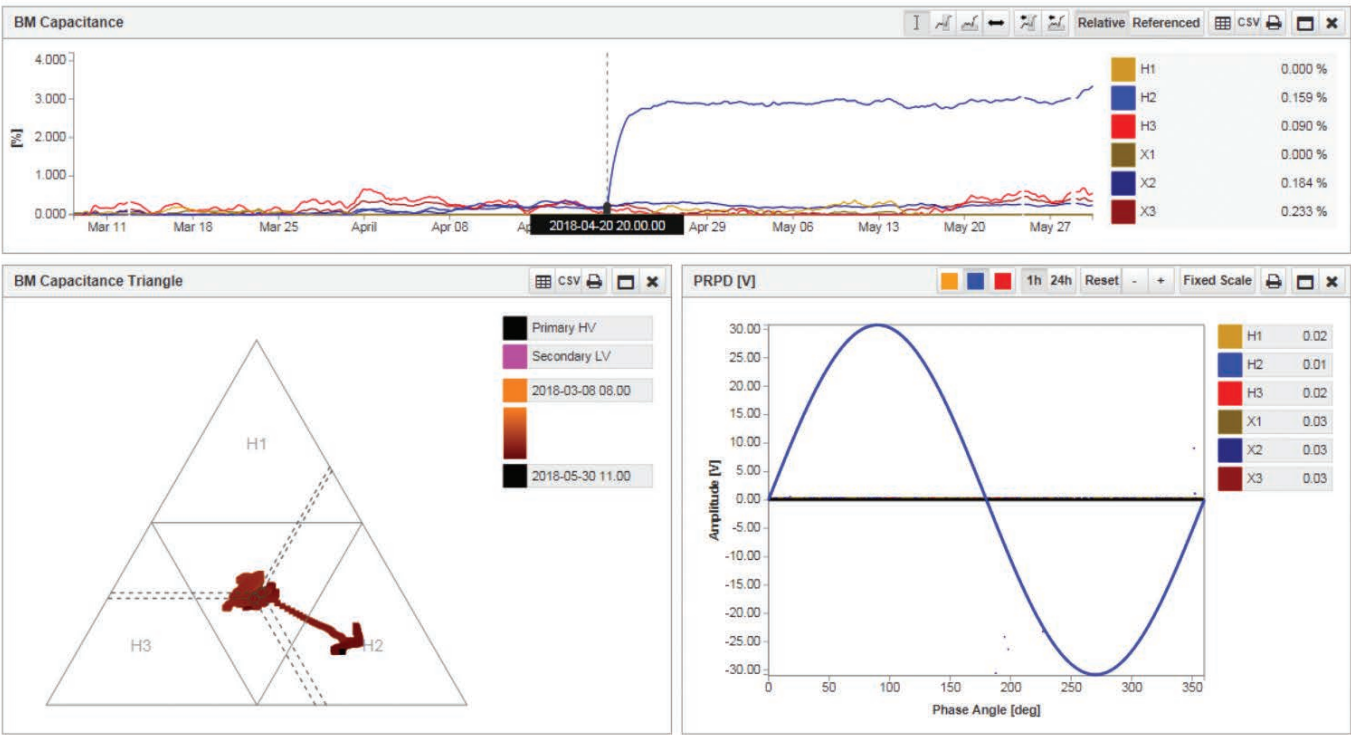 BM Capacitance
Relative Referenced
CSV
4.000
3.000
2.000
1.000
0.000
[%]
Mar 11 Mar 18 Mar 25 April Apr 08 Ap 2018-04-20 20.00.00 Apr 29 May 06 May 13 May 20 May 27
H1 0.000 %
H2 0.159 %
H3 0.090 %
X1 0.000 %
X2 0.184 %
X3 0.233 %
BM Capacitance Triangle
CSV
Primary HV
Secondary LV
2018-03-08 08.00
2018-05-30 11.00
H1
H3
H2
PRPD [V]
1h 24h Reset - + Fixed Scale
30.00
25.00
20.00
15.00
10.00
5.00
0.00
-5.00
-10.00
-15.00
-20.00
-25.00
-30.00
Amplitude [V]
0 50 100 150 200 250 300 350
Phase Angle [deg]
H1 0.02
H2 0.01
H3 0.02
X1 0.03
X2 0.03
X3 0.03